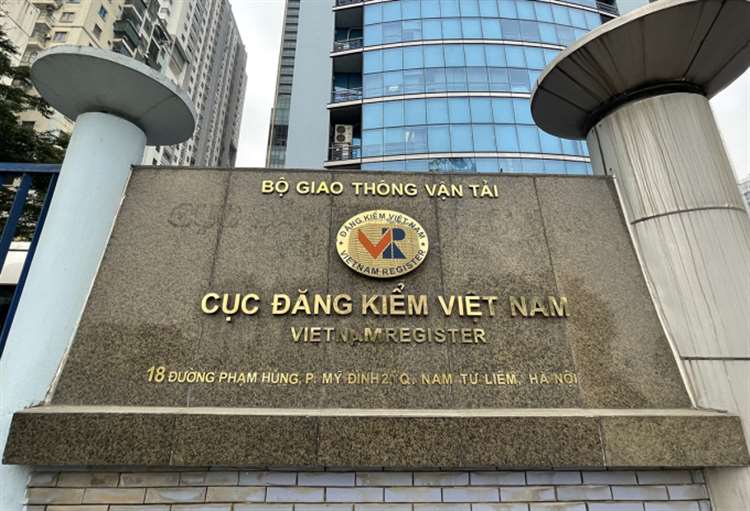 BỘ GIAO THÔNG VẬN TẢI
ĐĂNG KIỂM VIỆT NAM
VR
VIETNAM REGISTER
CỤC ĐĂNG KIỂM VIỆT NAM
VIETNAM REGISTER
18 ĐƯỜNG PHẠM HÙNG, P. MỸ ĐÌNH 2, Q. NAM TỪ LIÊM, HÀ NỘI